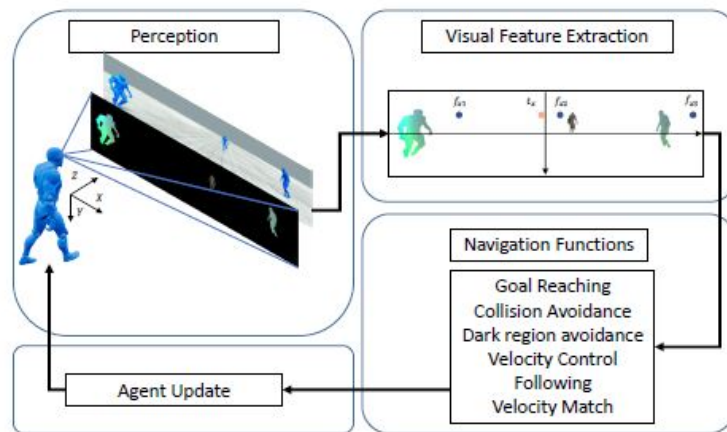 Perception
Z
X
Y
Visual Feature Extraction
Navigation Functions
Goal Reaching
Collision Avoidance
Dark region avoidance
Velocity Control
Following
Velocity Match
Agent Update